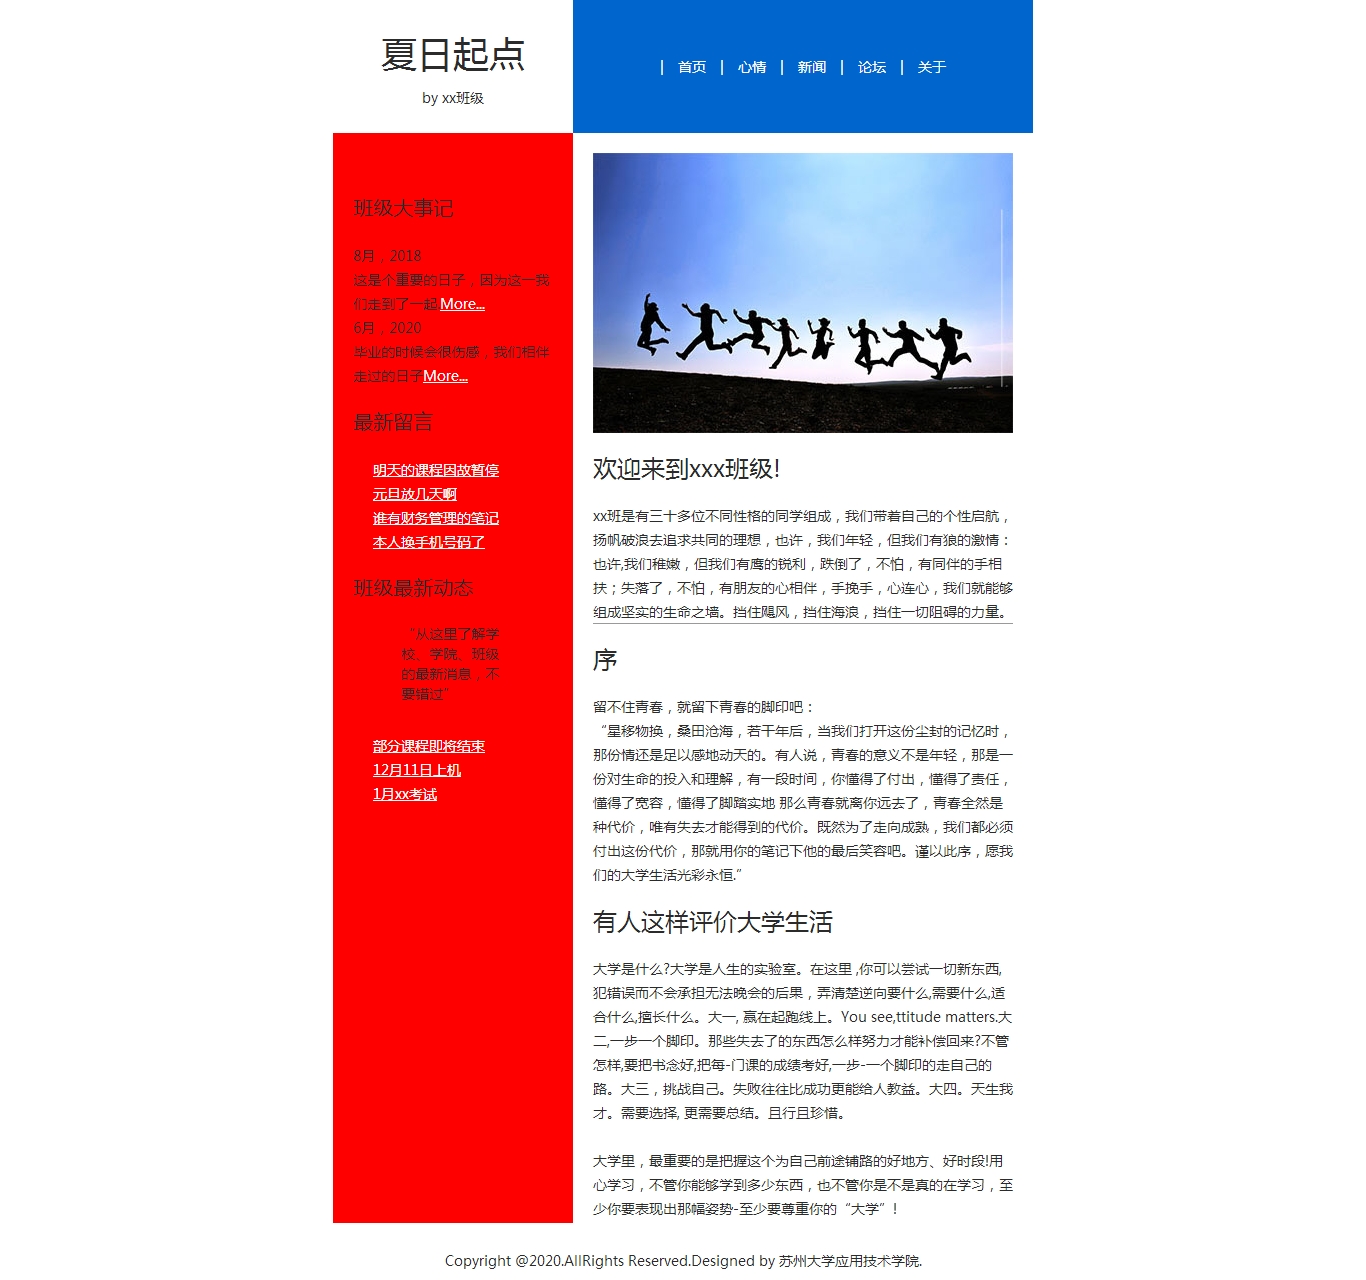 夏日起点
by xx班级
| 首页 | 心情 | 新闻 | 论坛 | 关于
班级大事记
8月，2018
这是个重要的日子，因为这一我
们走到了一起 More...
6月，2020
毕业的时候会很伤感，我们相伴
走过的日子More...
最新留言
明天的课程因故暂停
元旦放几天啊
谁有财务管理的笔记
本人换手机号码了
班级最新动态
“从这里了解学
校、学院、班级
的最新消息，不
要错过”
部分课程即将结束
12月11日上机
1月xx考试
欢迎来到xxx班级!
xx班是有三十多位不同性格的同学组成，我们带着自己的个性启航，
扬帆破浪去追求共同的理想，也许，我们年轻，但我们有狼的激情：
也许,我们稚嫩，但我们有鹰的锐利，跌倒了，不怕，有同伴的手相
扶；失落了，不怕，有朋友的心相伴，手挽手，心连心，我们就能够
组成坚实的生命之墙。挡住飓风，挡住海浪，挡住一切阻碍的力量。
序
留不住青春，就留下青春的脚印吧：
“星移物换，桑田沧海，若干年后，当我们打开这份尘封的记忆时，
那份情还是足以感地动天的。有人说，青春的意义不是年轻，那是一
份对生命的投入和理解，有一段时间，你懂得了付出，懂得了责任，
懂得了宽容，懂得了脚踏实地 那么青春就离你远去了，青春全然是
种代价，唯有失去才能得到的代价。既然为了走向成熟，我们都必须
付出这份代价，那就用你的笔记下他的最后笑容吧。谨以此序，愿我
们的大学生活光彩永恒.”
有人这样评价大学生活
大学是什么?大学是人生的实验室。在这里 ,你可以尝试一切新东西,
犯错误而不会承担无法晚会的后果，弄清楚逆向要什么,需要什么,适
合什么,擅长什么。大一, 赢在起跑线上。You see,ttitude matters.大
二,一步一个脚印。那些失去了的东西怎么样努力才能补偿回来?不管
怎样,要把书念好,把每-门课的成绩考好,一步-一个脚印的走自己的
路。大三，挑战自己。失败往往比成功更能给人教益。大四。天生我
才。需要选择, 更需要总结。且行且珍惜。
大学里，最重要的是把握这个为自己前途铺路的好地方、好时段!用
心学习，不管你能够学到多少东西，也不管你是不是真的在学习，至
少你要表现出那幅姿势-至少要尊重你的“大学”!
Copyright @2020.AllRights Reserved.Designed by 苏州大学应用技术学院.